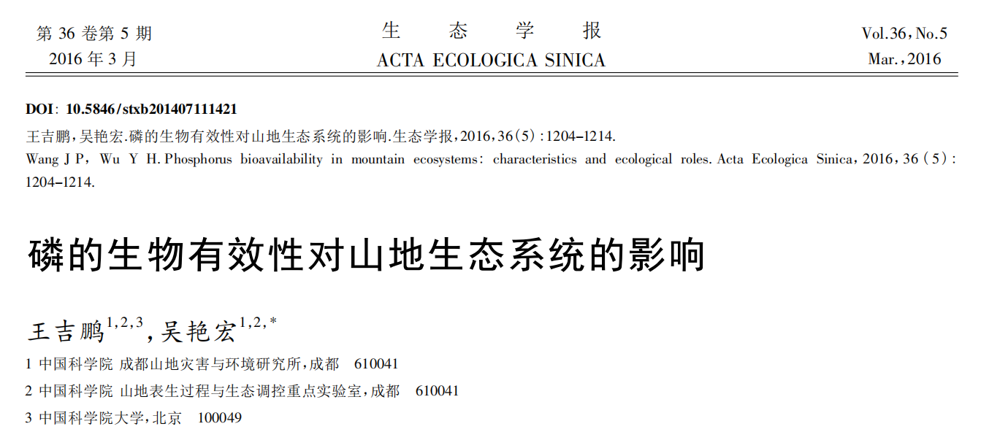 第 36 卷第 5 期
2016 年 3 月
生 态 学 报
ACTA ECOLOGICA SINICA
Vol.36,No.5
Mar.,2016
DOI: 10.5846/stxb201407111421
王吉鹏,吴艳宏.磷的生物有效性对山地生态系统的影响.生态学报,2016,36(5):1204-1214.
Wang J P, Wu Y H. Phosphorus bioavailability in mountain ecosystems: characteristics and ecological roles. Acta Ecologica Sinica, 2016, 36 (5):
1204-1214.
磷的生物有效性对山地生态系统的影响
王吉鹏1,2,3,吴艳宏1,2,*
1 中国科学院 成都山地灾害与环境研究所,成都 610041
2 中国科学院 山地表生过程与生态调控重点实验室,成都 610041
3 中国科学院大学,北京 100049